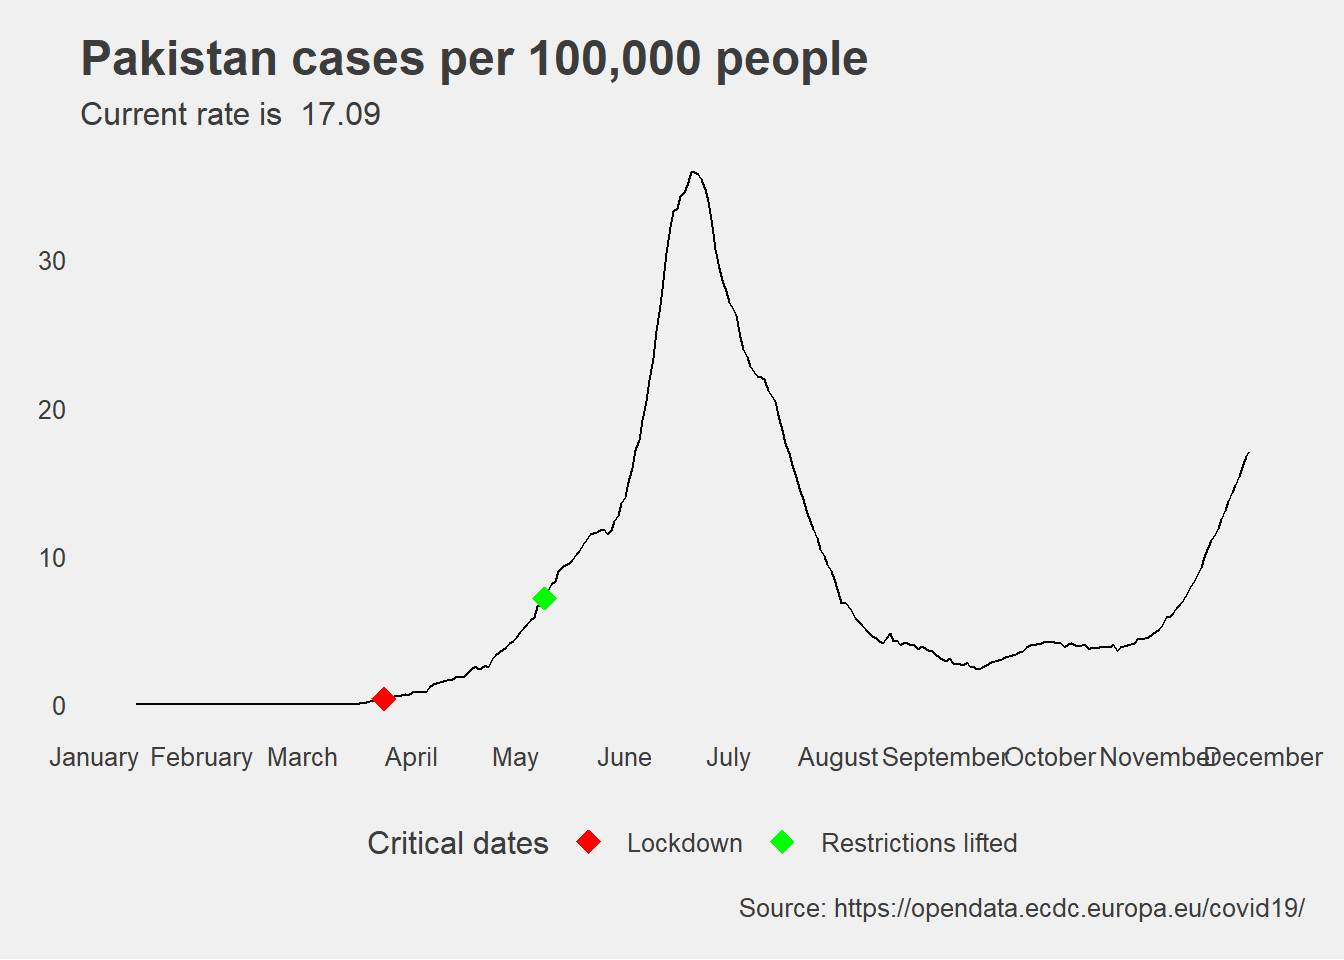 Pakistan cases per 100,000 people
Current rate is  17.09
30
20
10
0
January February March April May June July August September October November December
Critical dates Lockdown Restrictions lifted
Source: https://opendata.ecdc.europa.eu/covid19/